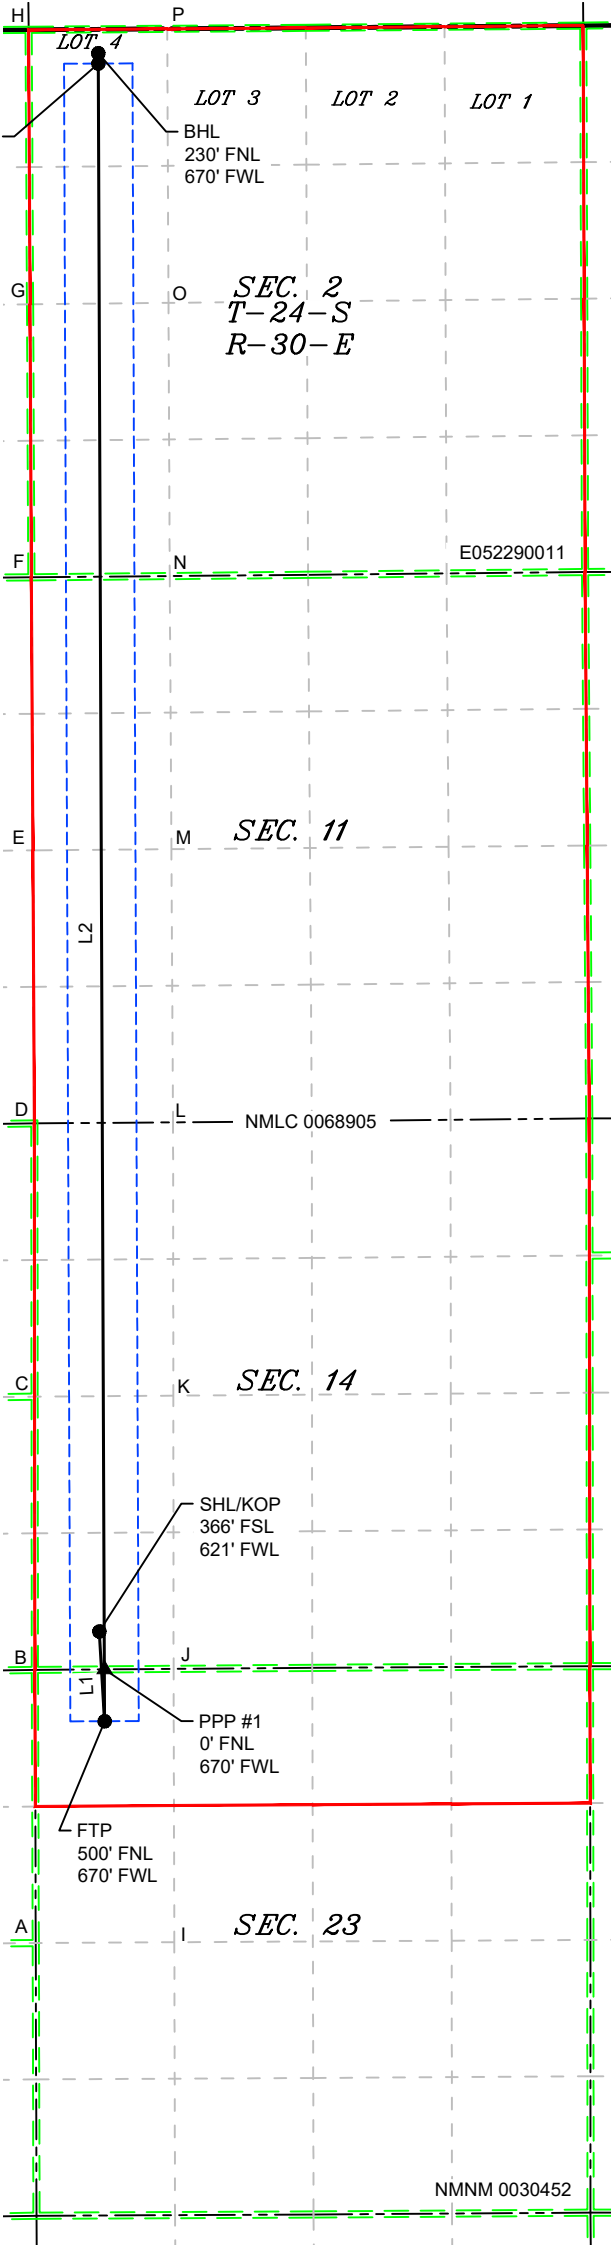 H
P
LOT 4
LOT 3
LOT 2
LOT 1
BHL
230' FNL
670' FWL
G
O
SEC. 2
T-24-S
R-30-E
F
N
E052290011
E
M
SEC. 11
L2
D
L
NMLC 0068905
C
K
SEC. 14
SHL/KOP
366' FSL
621' FWL
B
J
L1
PPP #1
0' FNL
670' FWL
FTP
500' FNL
670' FWL
A
I
SEC. 23
NMNM 0030452